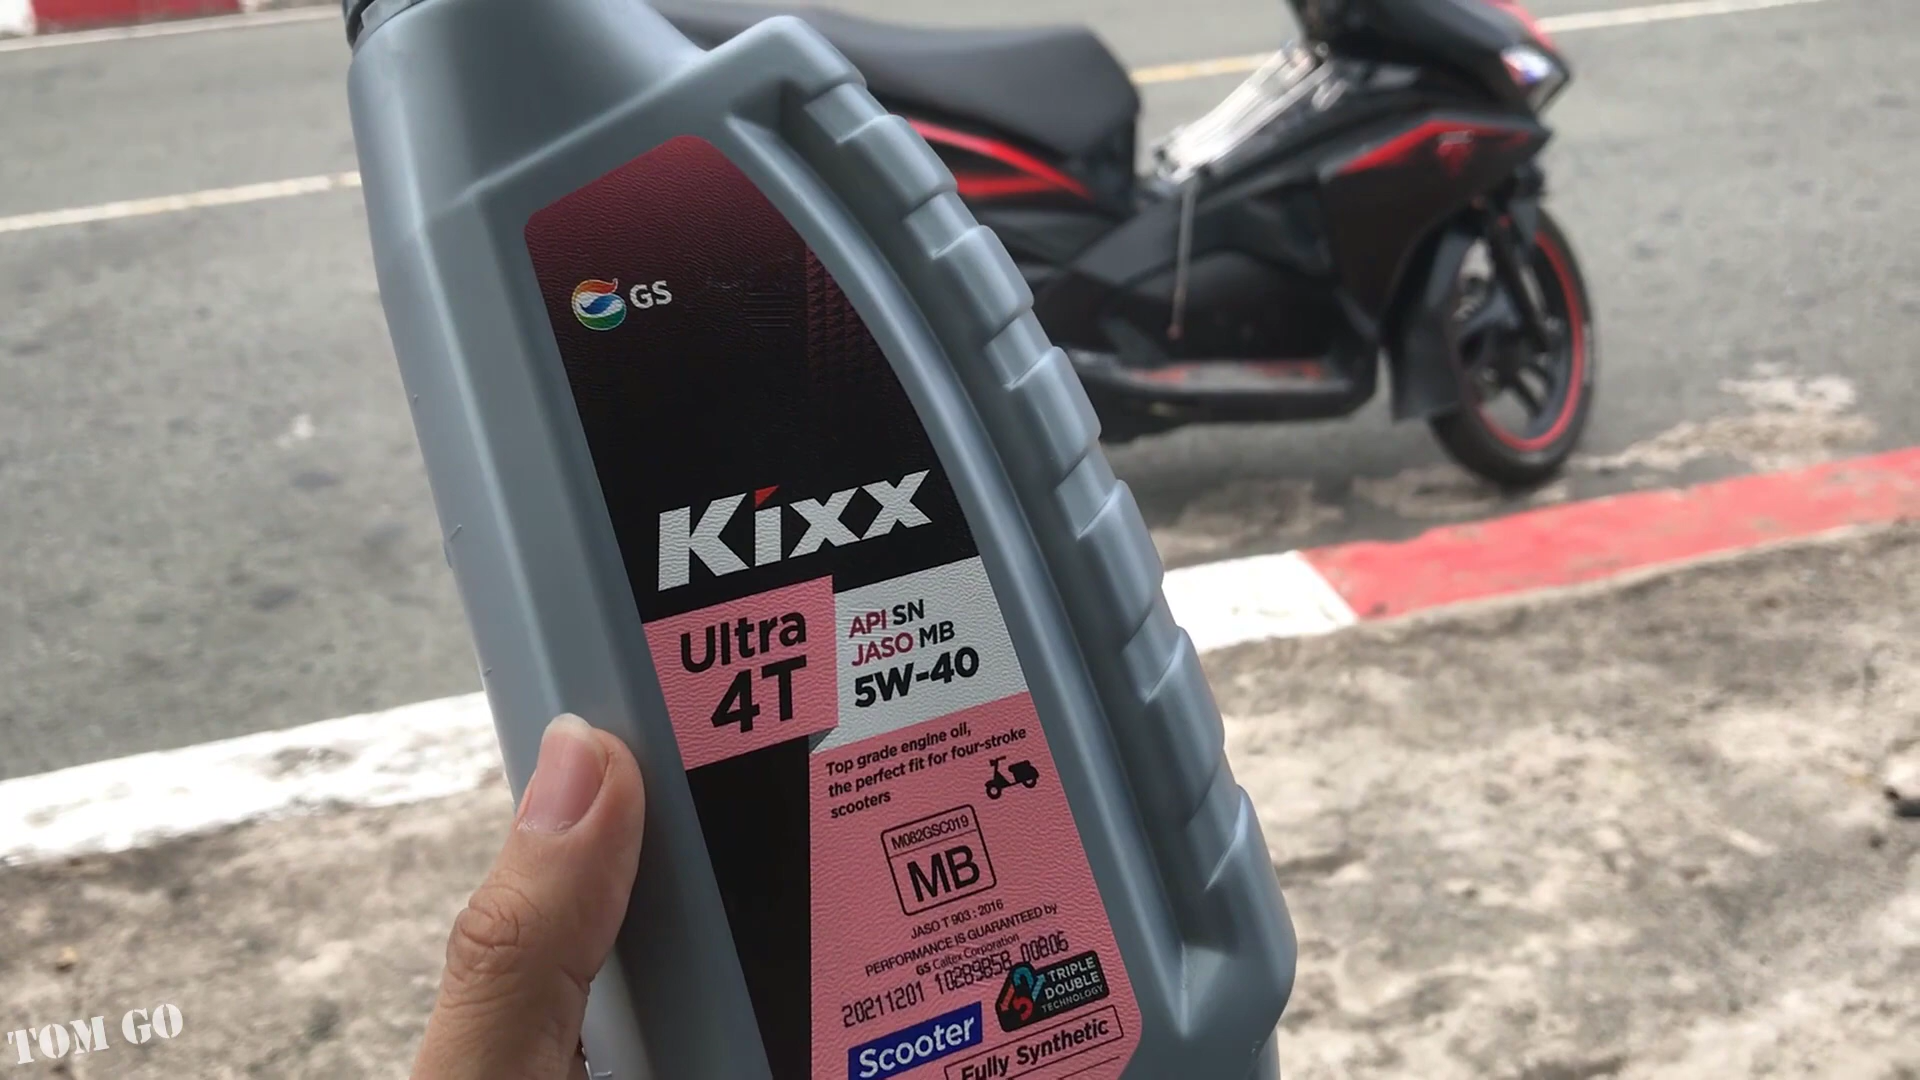 GS
Kixx
Ultra
4T
API SN
JASO MB
5W-40
Top grade engine oil,
the perfect fit for four-stroke
scooters
M082GSC019
MB
JASO T 903 : 2016
PERFORMANCE IS GUARANTEED by
GS Caltex Corporation
20211201 10289858 00806
TRIPLE
DOUBLE
TECHNOLOGY
Scooter
Fully Synthetic
TOM GO